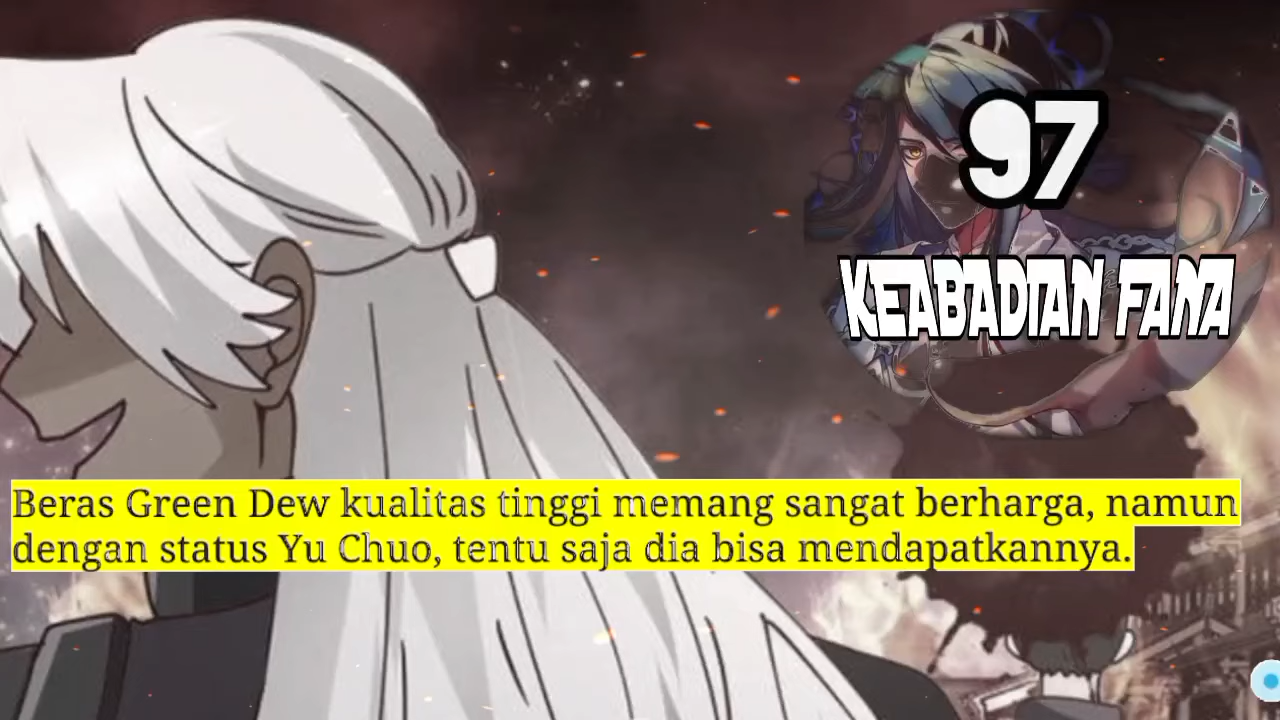 97
KEABADIAN FANA
Beras Green Dew kualitas tinggi memang sangat berharga, namun
dengan status Yu Chuo, tentu saja dia bisa mendapatkannya.